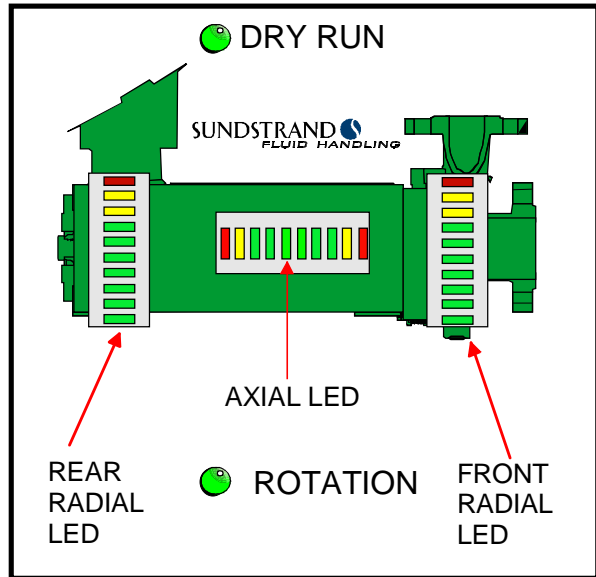 DRY RUN
SUNDSTRAND
FLUID HANDLING
AXIAL LED
REAR
RADIAL
LED
ROTATION
FRONT
RADIAL
LED